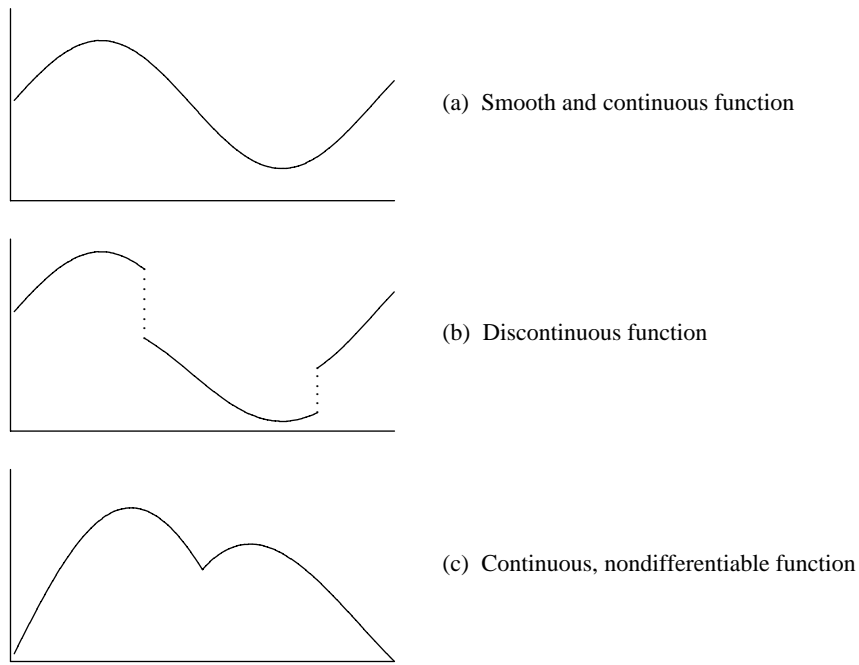 (a) Smooth and continuous function
(b) Discontinuous function
(c) Continuous, nondifferentiable function